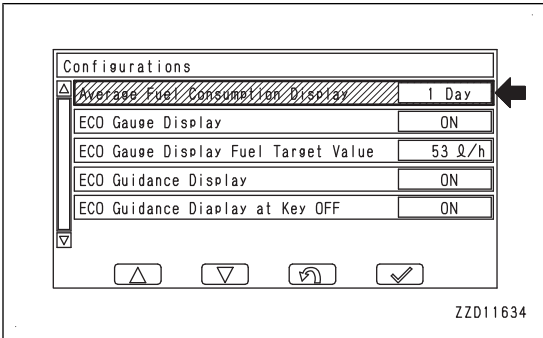 Configurations
Average Fuel Consumption Display 1 Day
ECO Gauge Display ON
ECO Gauge Display Fuel Target Value 53 ℓ/h
ECO Guidance Display ON
ECO Guidance Diaplay at Key OFF ON
ZZD11634